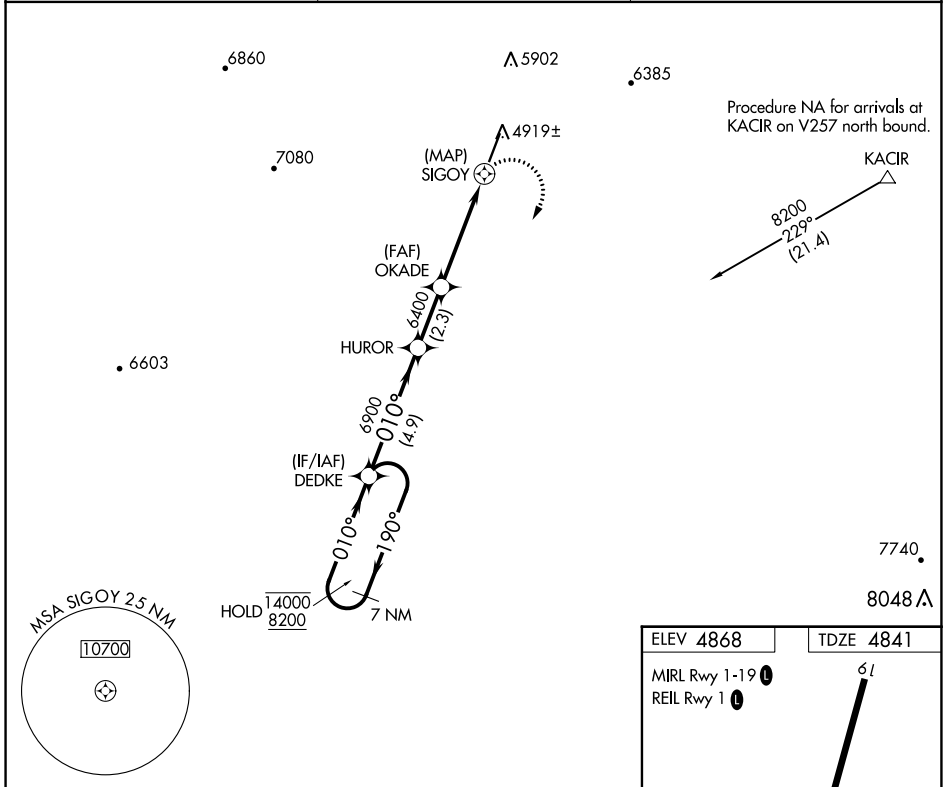 6860
5902
6385
Procedure NA for arrivals at
KACIR on V257 north bound.
4919±
(MAP)
SIGOY
7080
KACIR
8200
229°
(21.4)
(FAF)
OKADE
6400
(2.3)
HUROR
6603
6900
010°
(4.9)
(IF/IAF)
DEDKE
010°
190°
7740
HOLD 14000
8200
7 NM
8048
MSA SIGOY 25 NM
10700
ELEV 4868
TDZE 4841
MIRL Rwy 1-19 L
REIL Rwy 1 L
19